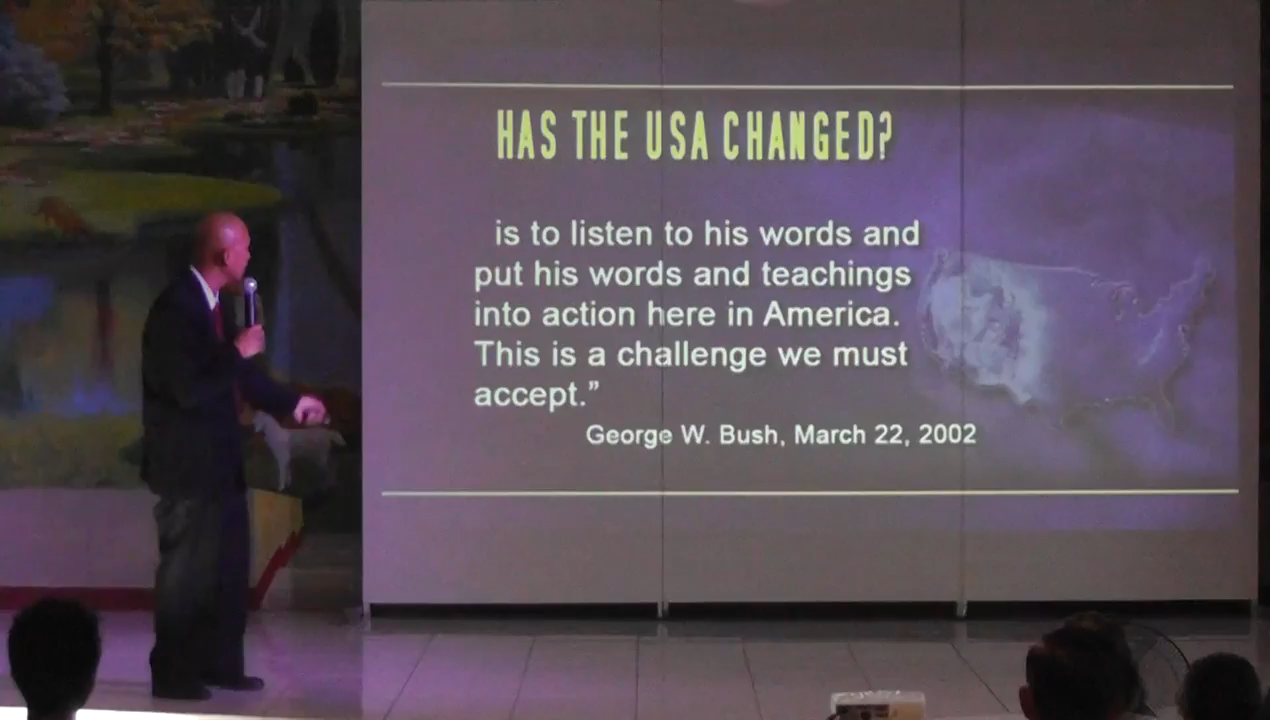 HAS THE USA CHANGED?
is to listen to his words and
put his words and teachings
into action here in America.
This is a challenge we must
accept.”
George W. Bush, March 22, 2002